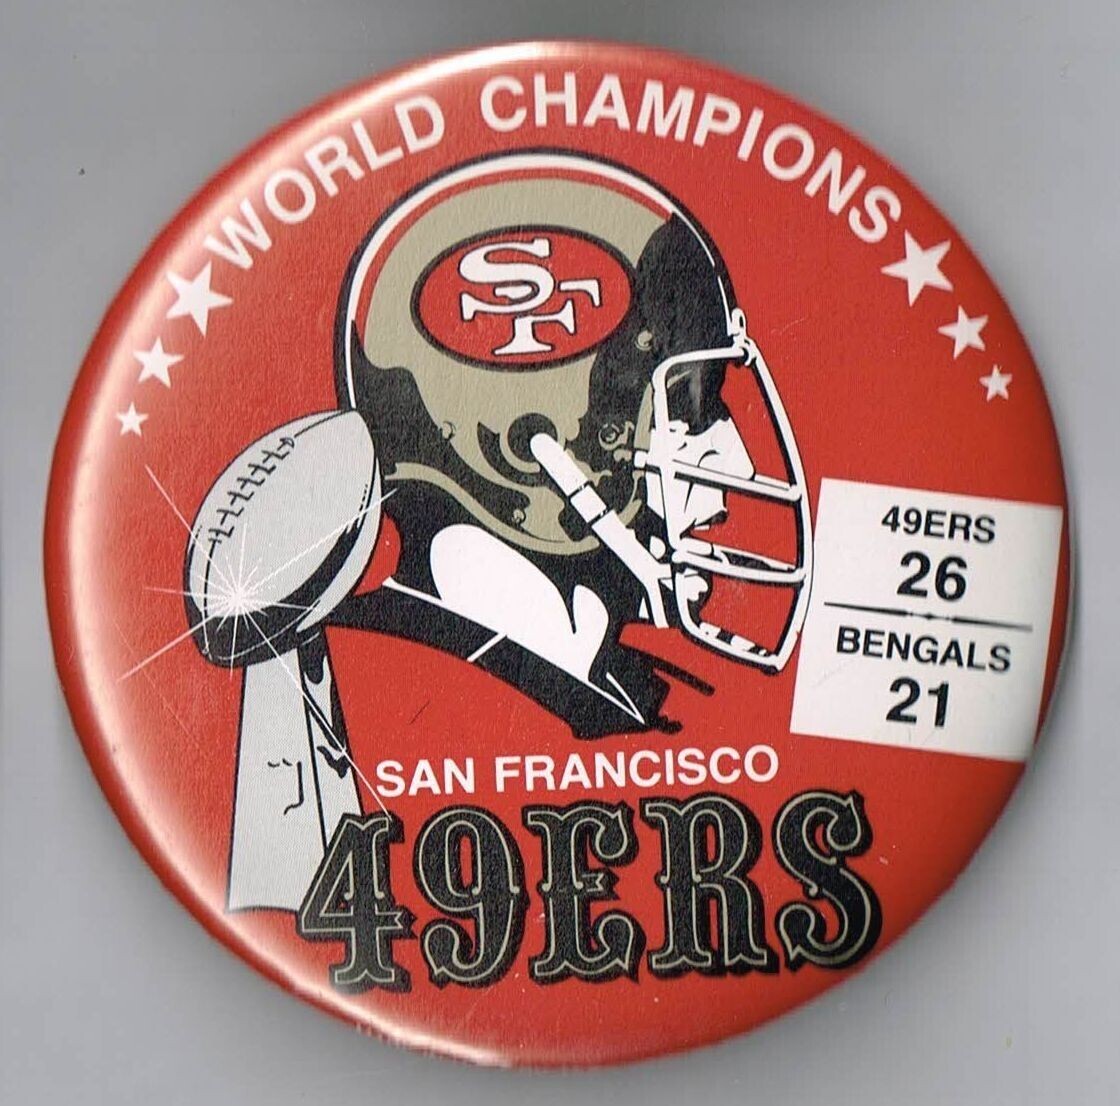 WORLD CHAMPIONS
SF
49ERS
26
BENGALS
21
SAN FRANCISCO
49ERS